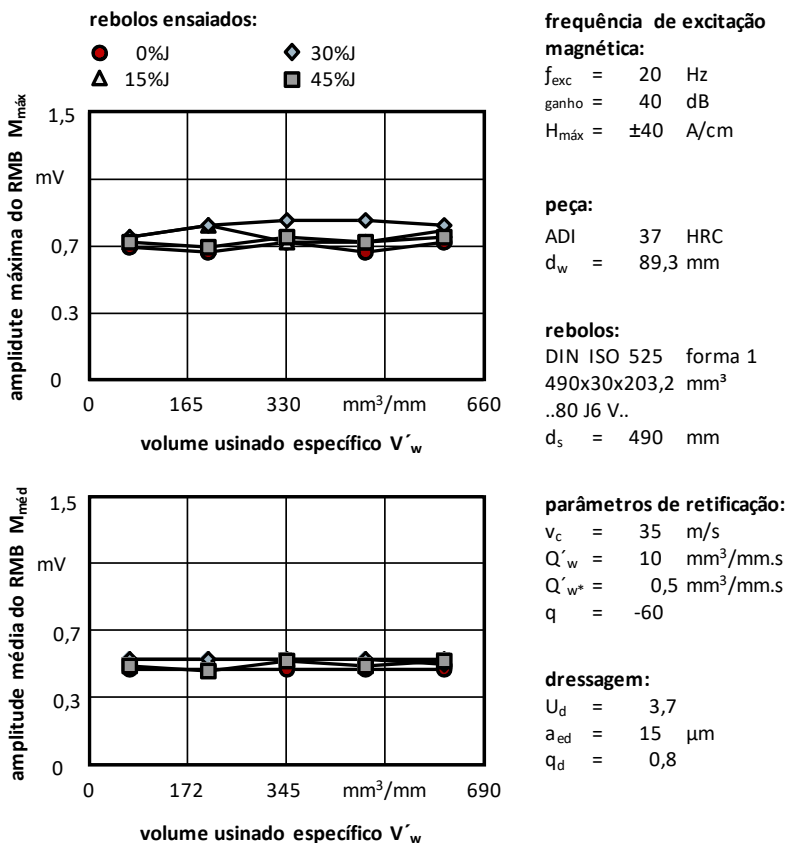 rebolos ensaiados:
0%J
30%J
15%J
45%J
amplidute máxima do RMB M_máx
1,5
mV
0,7
0.3
0
0
165
330
mm³/mm
660
volume usinado específico V´w
amplitude média do RMB M_méd
1,5
mV
0,7
0,3
0
0
172
345
mm³/mm
690
volume usinado específico V´w
frequência de excitação
magnética:
f_exc = 20 Hz
ganho = 40 dB
H_máx = ±40 A/cm
peça:
ADI 37 HRC
d_w = 89,3 mm
rebolos:
DIN ISO 525 forma 1
490x30x203,2 mm³
..80 J6 V..
d_s = 490 mm
parâmetros de retificação:
v_c = 35 m/s
Q´w = 10 mm³/mm.s
Q´w* = 0,5 mm³/mm.s
q = -60
dressagem:
U_d = 3,7
a_ed = 15 µm
q_d = 0,8